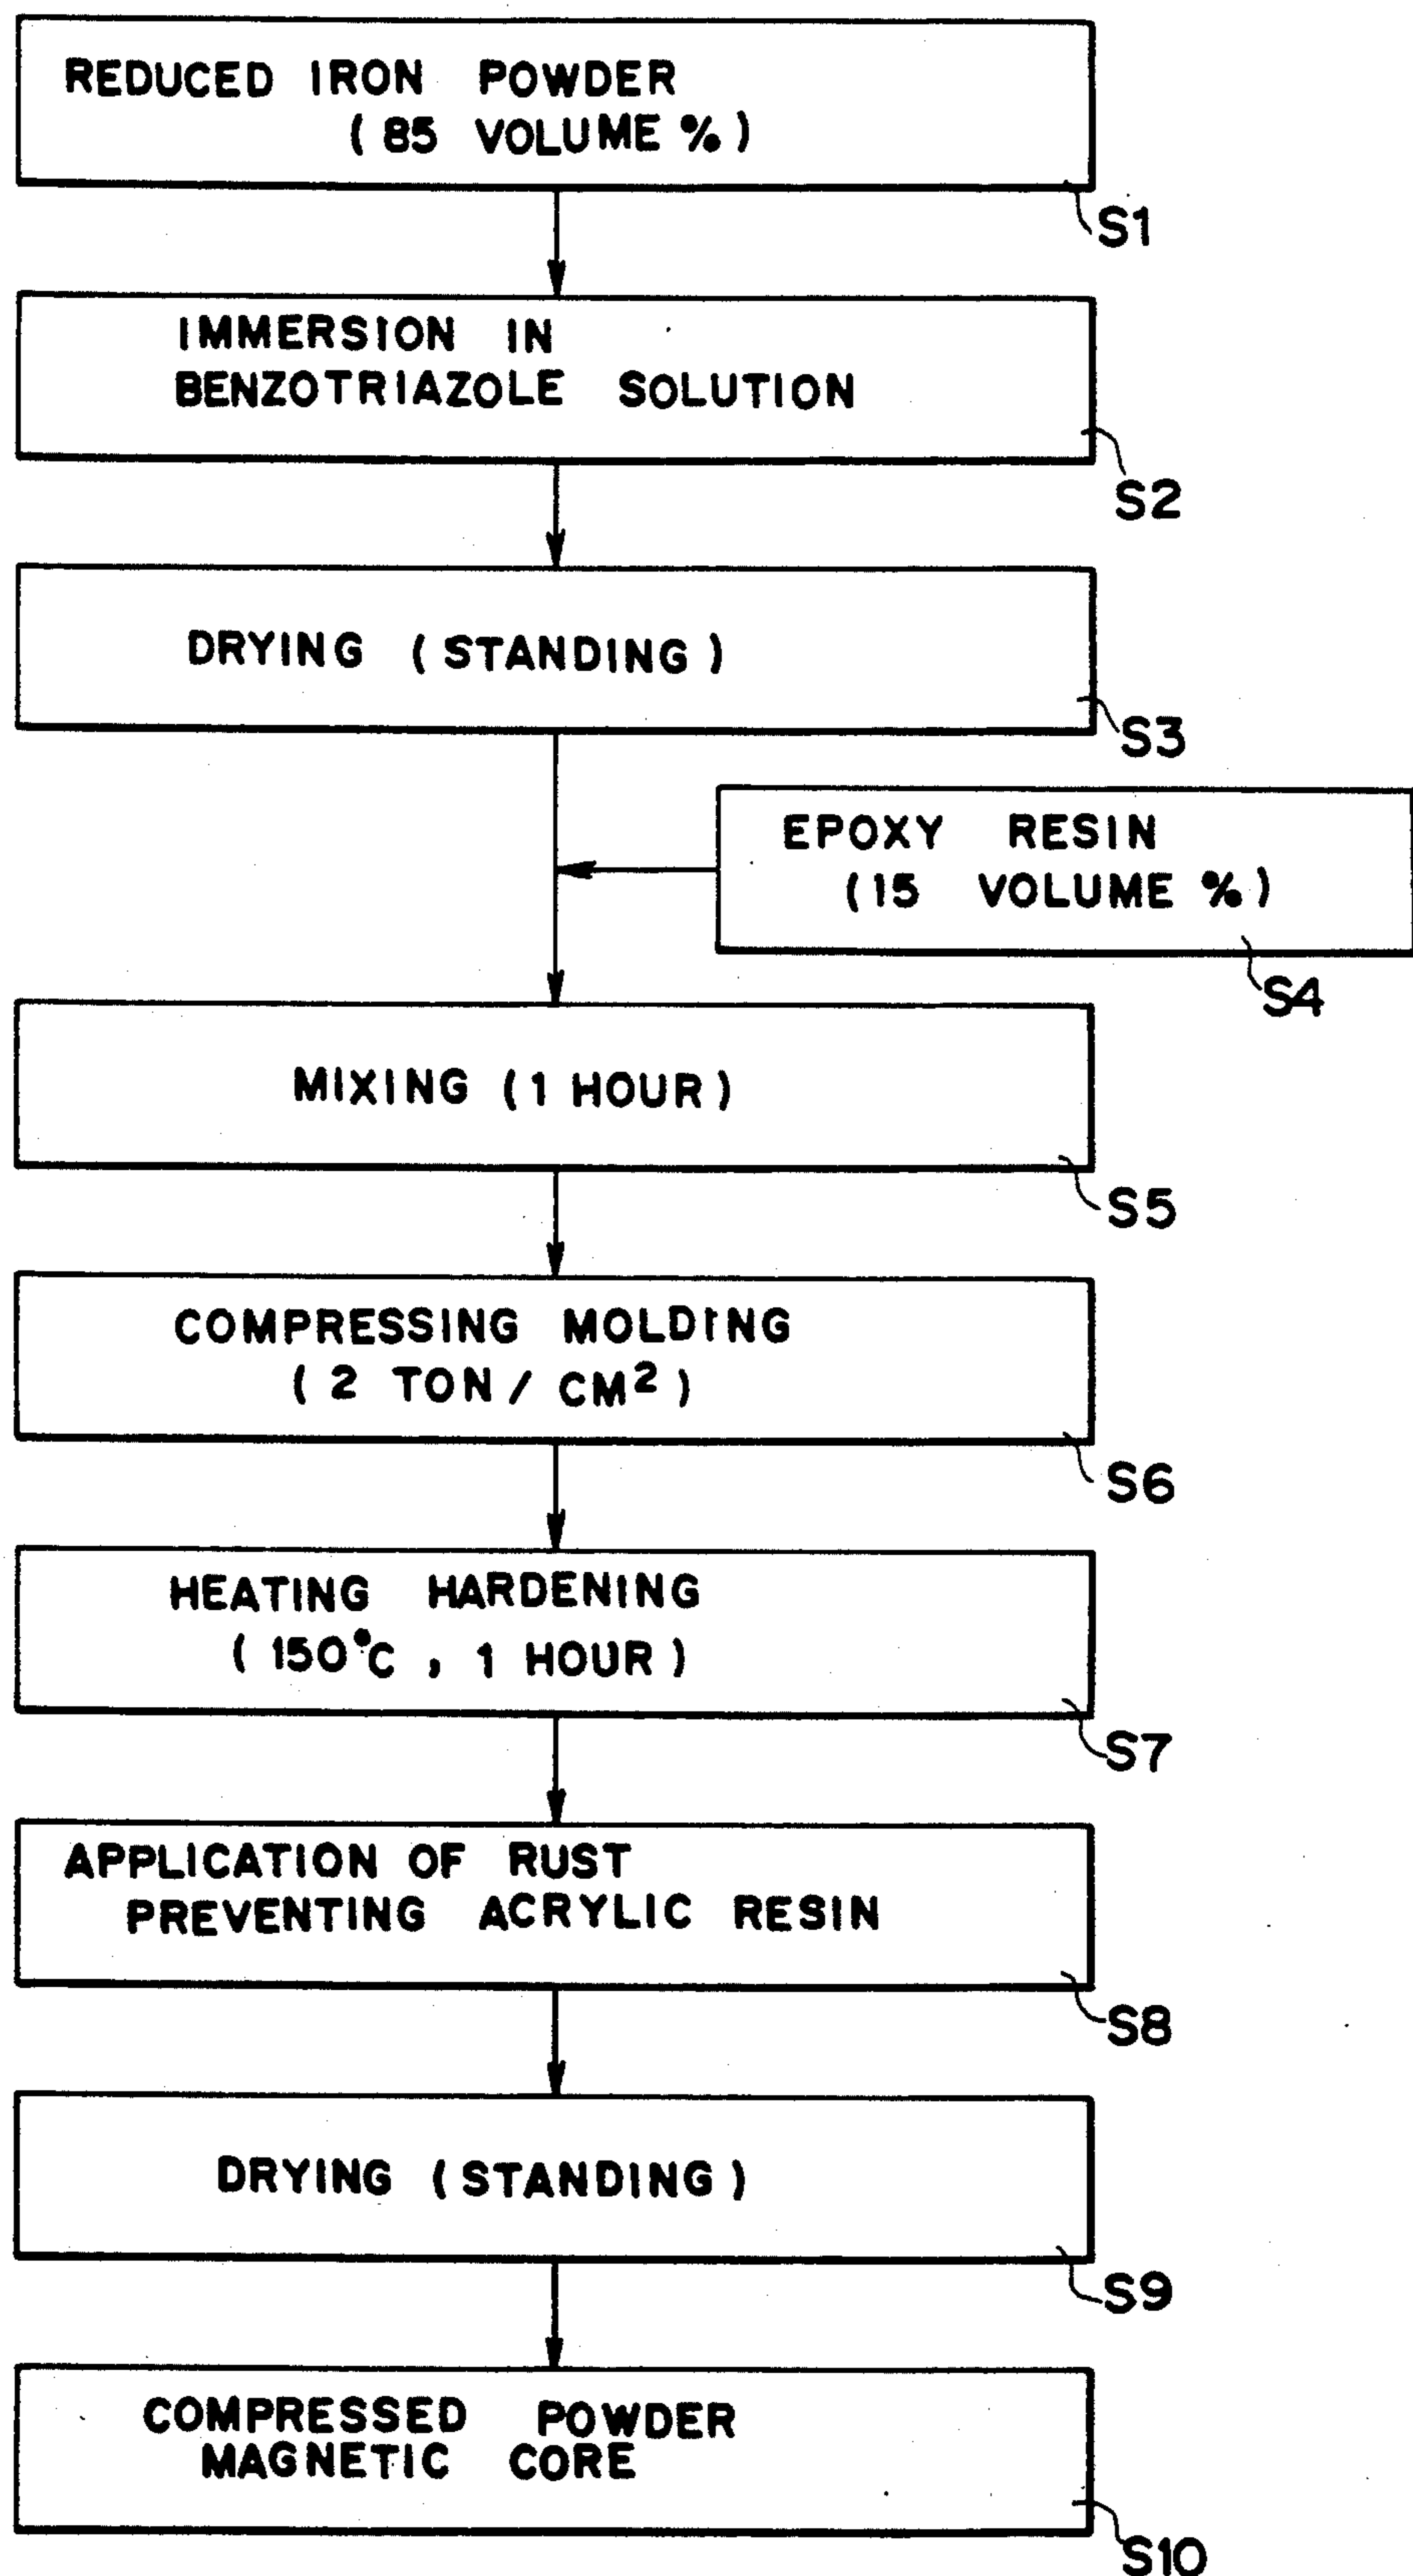 REDUCED IRON POWDER
(85 VOLUME %)
S1
IMMERSION IN
BENZOTRIAZOLE SOLUTION
S2
DRYING (STANDING)
S3
EPOXY RESIN
(15 VOLUME %)
S4
MIXING (1 HOUR)
S5
COMPRESSING MOLDING
(2 TON/CM²)
S6
HEATING HARDENING
(150°C, 1 HOUR)
S7
APPLICATION OF RUST
PREVENTING ACRYLIC RESIN
S8
DRYING (STANDING)
S9
COMPRESSED POWDER
MAGNETIC CORE
S10